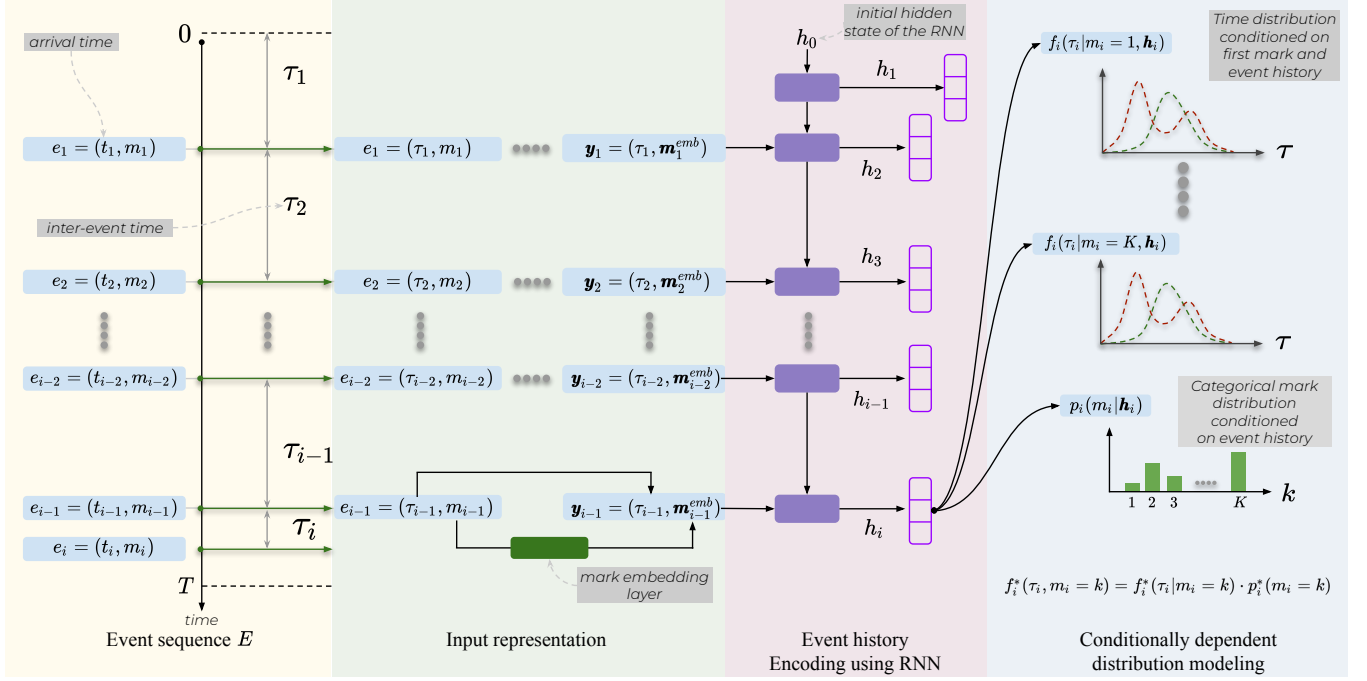 arrival time
0
τ₁
e₁ = (t₁, m₁)
τ₂
inter-event time
e₂ = (t₂, m₂)
eᵢ₋₂ = (tᵢ₋₂, mᵢ₋₂)
τᵢ₋₁
eᵢ₋₁ = (tᵢ₋₁, mᵢ₋₁)
τᵢ
eᵢ = (tᵢ, mᵢ)
T
time
Event sequence E
e₁ = (τ₁, m₁)
y₁ = (τ₁, m₁^{emb})
e₂ = (τ₂, m₂)
y₂ = (τ₂, m₂^{emb})
eᵢ₋₂ = (τᵢ₋₂, mᵢ₋₂)
yᵢ₋₂ = (τᵢ₋₂, mᵢ₋₂^{emb})
eᵢ₋₁ = (τᵢ₋₁, mᵢ₋₁)
yᵢ₋₁ = (τᵢ₋₁, mᵢ₋₁^{emb})
mark embedding
layer
Input representation
initial hidden
state of the RNN
h₀
h₁
h₂
h₃
hᵢ₋₁
hᵢ
Event history
Encoding using RNN
Time distribution
conditioned on
first mark and
event history
fᵢ(τᵢ|mᵢ = 1, hᵢ)
τ
fᵢ(τᵢ|mᵢ = K, hᵢ)
τ
Categorical mark
distribution
conditioned
on event history
pᵢ(mᵢ|hᵢ)
1 2 3 K
k
fᵢ*(τᵢ, mᵢ = k) = fᵢ*(τᵢ|mᵢ = k) · pᵢ*(mᵢ = k)
Conditionally dependent
distribution modeling